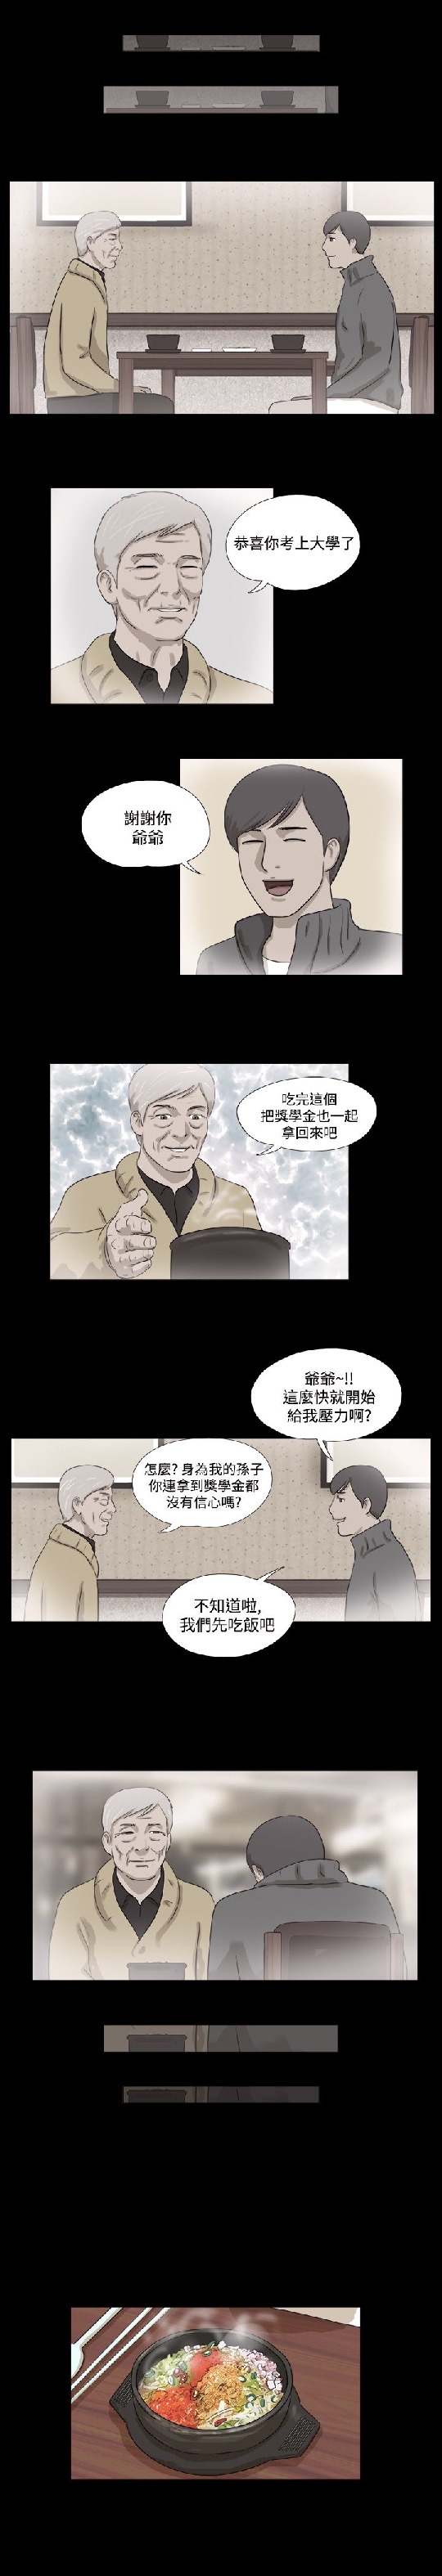 恭喜你考上大學了
謝謝你
爺爺
吃完這個
把獎學金也一起
拿回來吧
爺爺~!!
這麼快就開始
給我壓力啊?
怎麼? 身為我的孫子
你連拿到獎學金都
沒有信心嗎?
不知道啦,
我們先吃飯吧